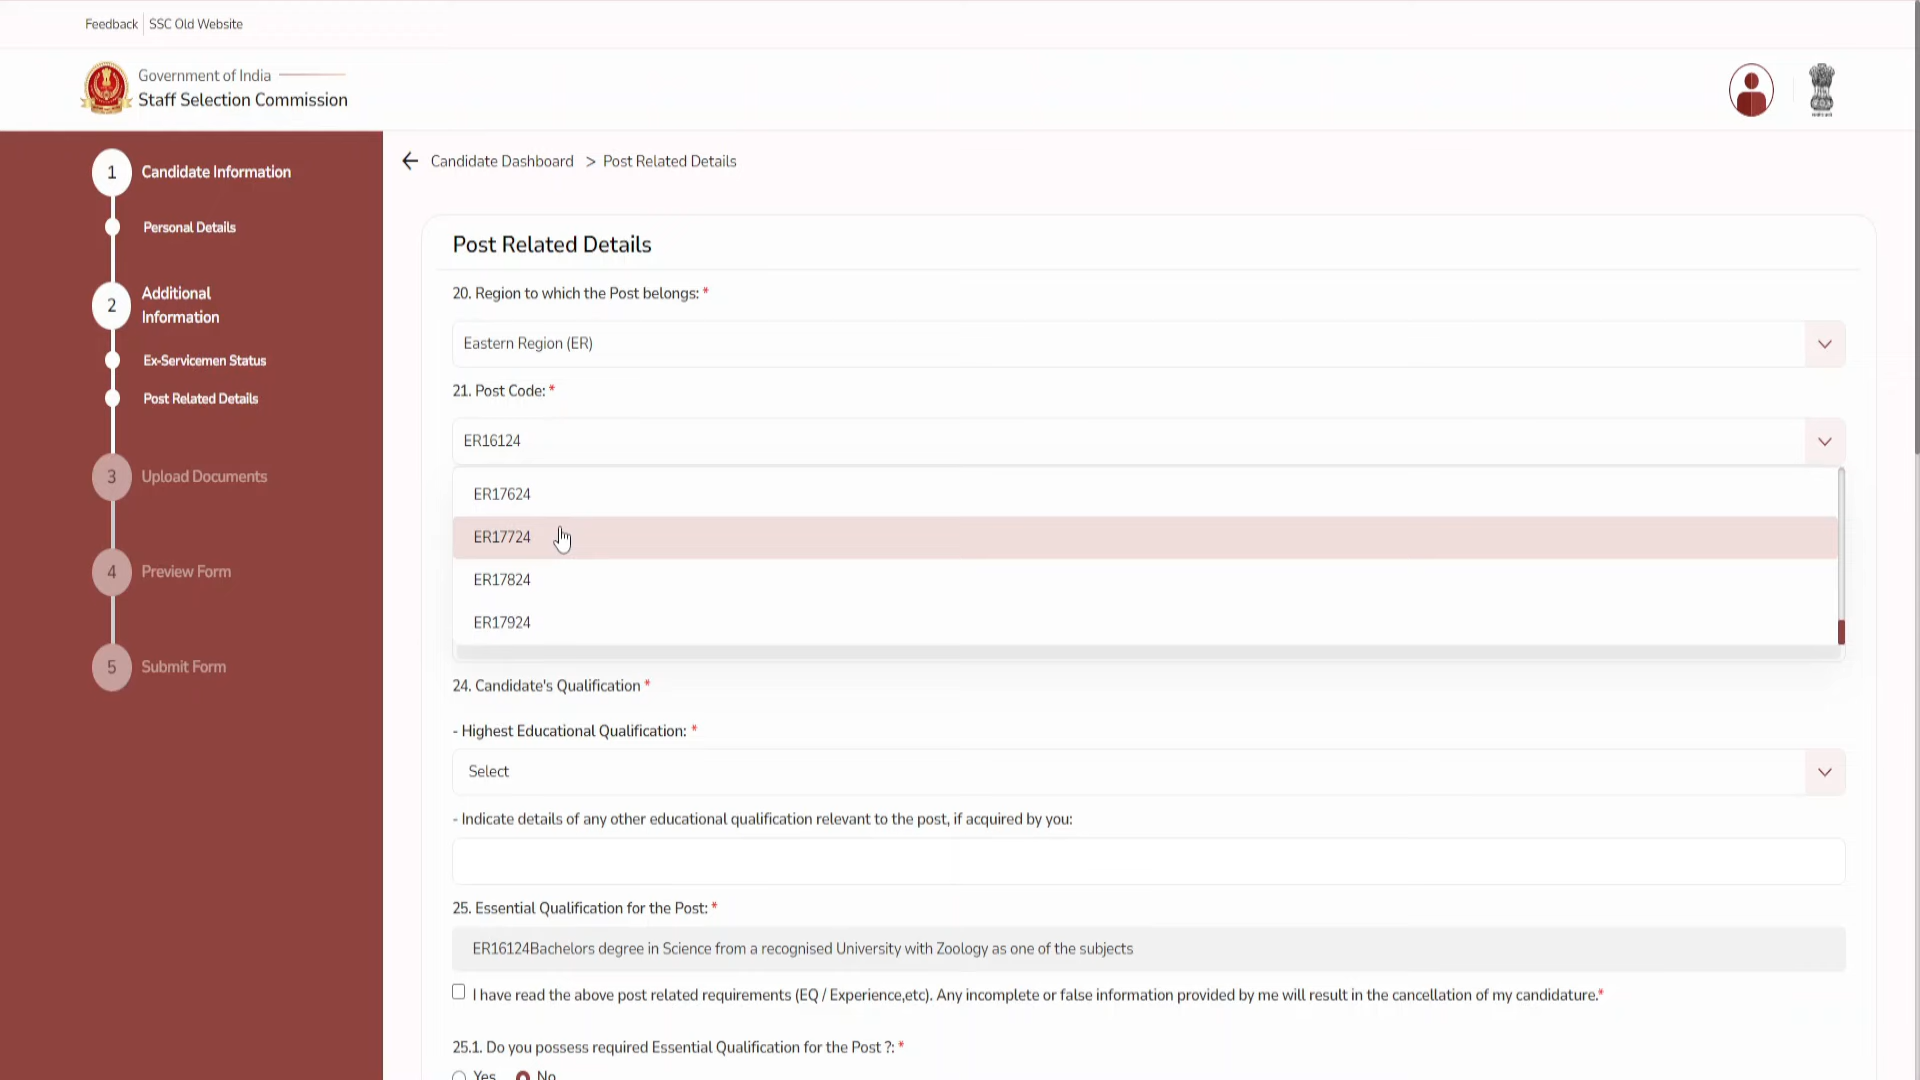 Feedback SSC Old Website
Government of India
Staff Selection Commission
1 Candidate Information
Personal Details
2 Additional
Information
Ex-Servicemen Status
Post Related Details
3 Upload Documents
4 Preview Form
5 Submit Form
Candidate Dashboard > Post Related Details
Post Related Details
20. Region to which the Post belongs: *
Eastern Region (ER)
21. Post Code: *
ER16124
ER17624
ER17724
ER17824
ER17924
24. Candidate's Qualification *
- Highest Educational Qualification: *
Select
- Indicate details of any other educational qualification relevant to the post, if acquired by you:
25. Essential Qualification for the Post: *
ER16124Bachelors degree in Science from a recognised University with Zoology as one of the subjects
I have read the above post related requirements (EQ / Experience,etc). Any incomplete or false information provided by me will result in the cancellation of my candidature.*
25.1. Do you possess required Essential Qualification for the Post ?: *
Yes No